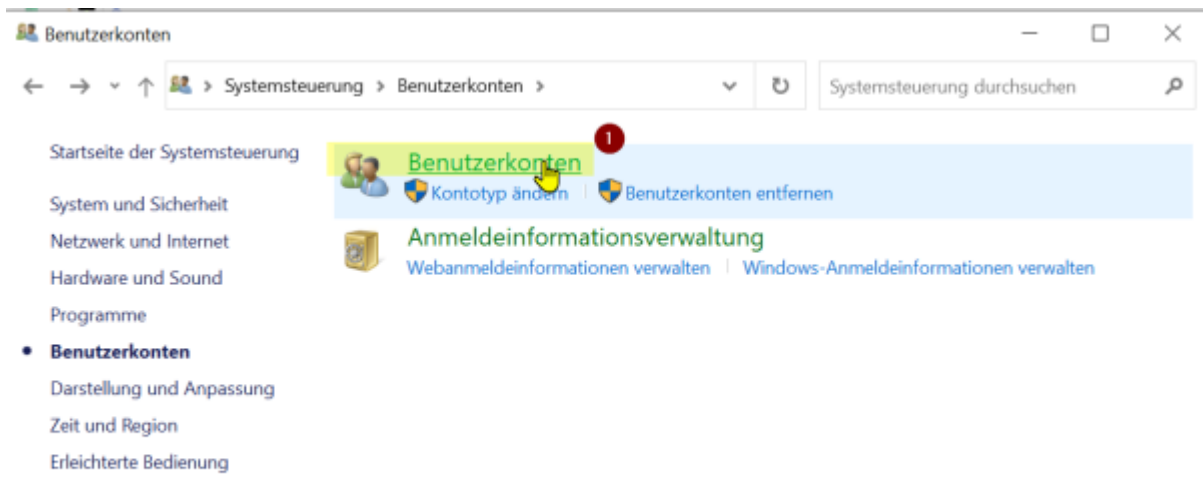 Benutzerkonten
Systemsteuerung > Benutzerkonten >
Systemsteuerung durchsuchen
Startseite der Systemsteuerung
System und Sicherheit
Netzwerk und Internet
Hardware und Sound
Programme
Benutzerkonten
Darstellung und Anpassung
Zeit und Region
Erleichterte Bedienung
1
Benutzerkonten
Kontotyp ändern | Benutzerkonten entfernen
Anmeldeinformationsverwaltung
Webanmeldeinformationen verwalten | Windows-Anmeldeinformationen verwalten